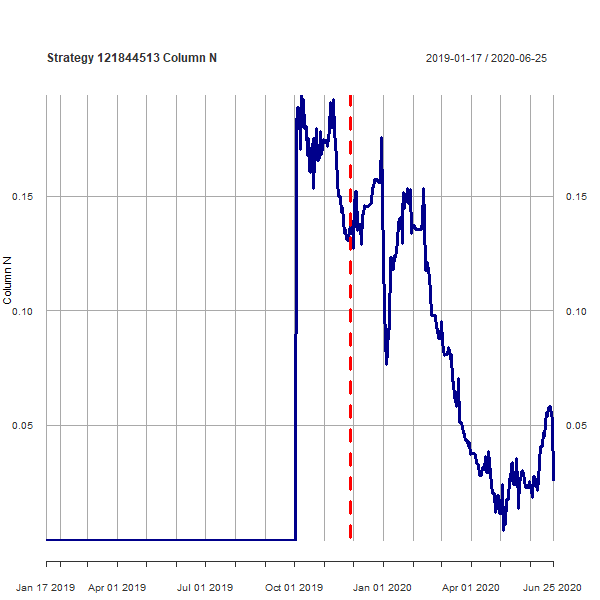 Strategy 121844513 Column N
2019-01-17 / 2020-06-25
Column N
0.15
0.15
0.10
0.10
0.05
0.05
Jan 17 2019
Apr 01 2019
Jul 01 2019
Oct 01 2019
Jan 01 2020
Apr 01 2020
Jun 25 2020